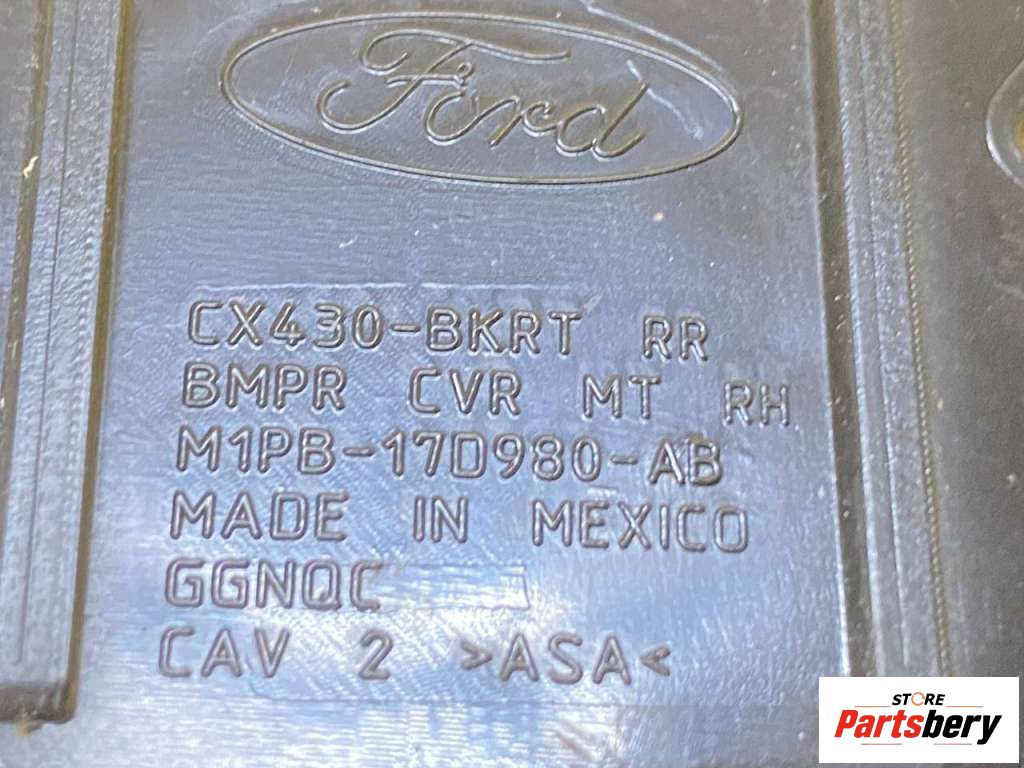 Ford
CX430-BKRT RR
BMPR CVR MT RH
M1PB-17D980-AB
MADE IN MEXICO
GGNQC
CAV 2 >ASA<
STORE
Partsbery